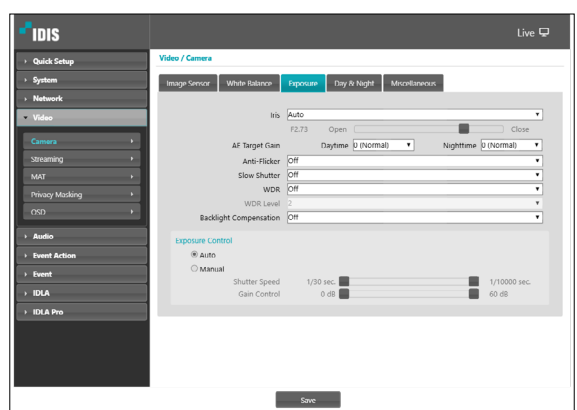 IDIS
Live
Quick Setup
System
Network
Video
Camera
Streaming
MAT
Privacy Masking
OSD
Audio
Event Action
Event
IDLA
IDLA Pro
Video / Camera
Image Sensor White Balance Exposure Day & Night Miscellaneous
Iris Auto
F2.73 Open Close
AE Target Gain Daytime 0 (Normal) Nighttime 0 (Normal)
Anti-Flicker Off
Slow Shutter Off
WDR Off
WDR Level 2
Backlight Compensation Off
Exposure Control
Auto
Manual
Shutter Speed 1/30 sec. 1/10000 sec.
Gain Control 0 dB 60 dB
Save